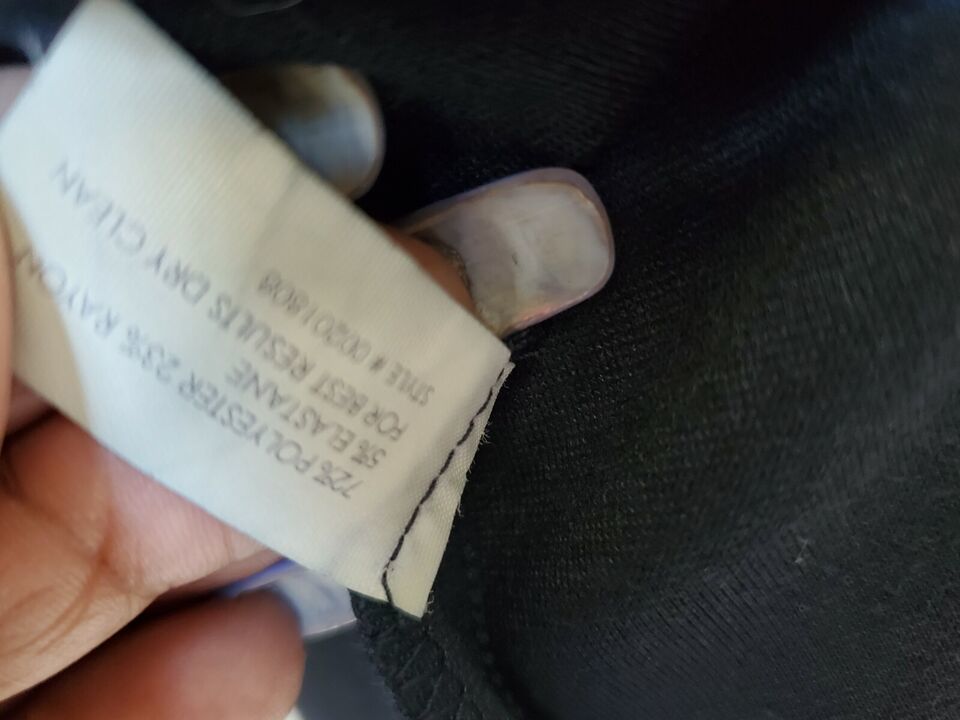 72% POLYESTER 23% RAYON
5% ELASTANE
FOR BEST RESULTS DRY CLEAN
STYLE # 00201808